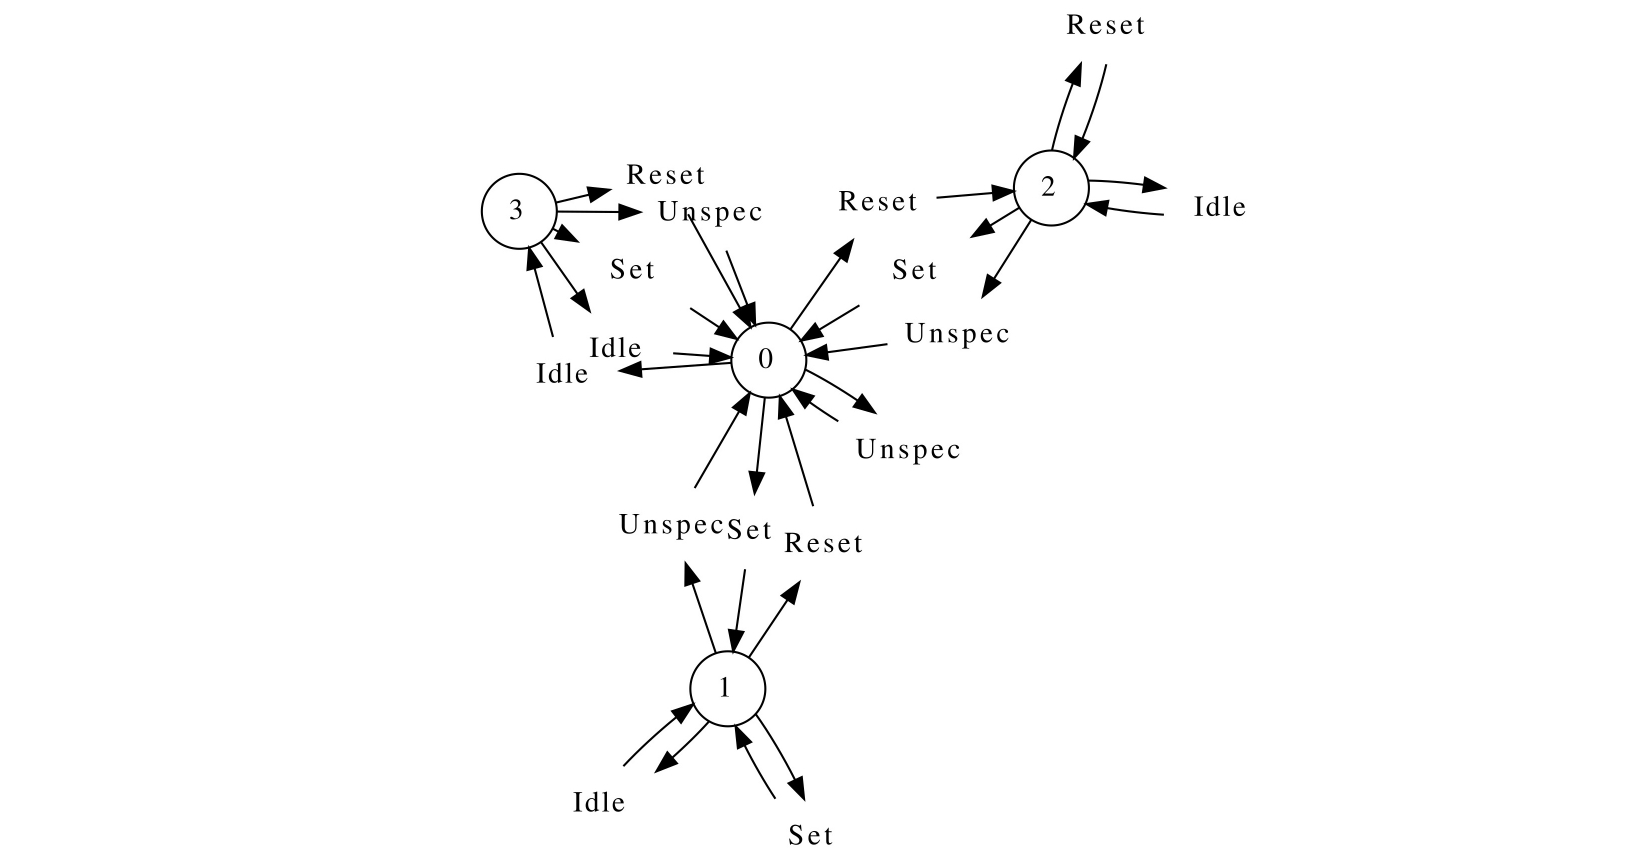 Reset
3
Reset
Unspec
2
Reset
Idle
Set
Set
Unspec
Idle
0
Idle
Unspec
Unspec
Set
Reset
1
Idle
Set